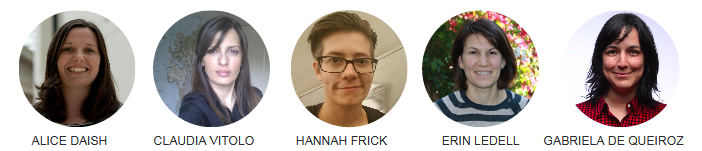 ALICE DAISH CLAUDIA VITOLO HANNAH FRICK ERIN LEDELL GABRIELA DE QUEIROZ